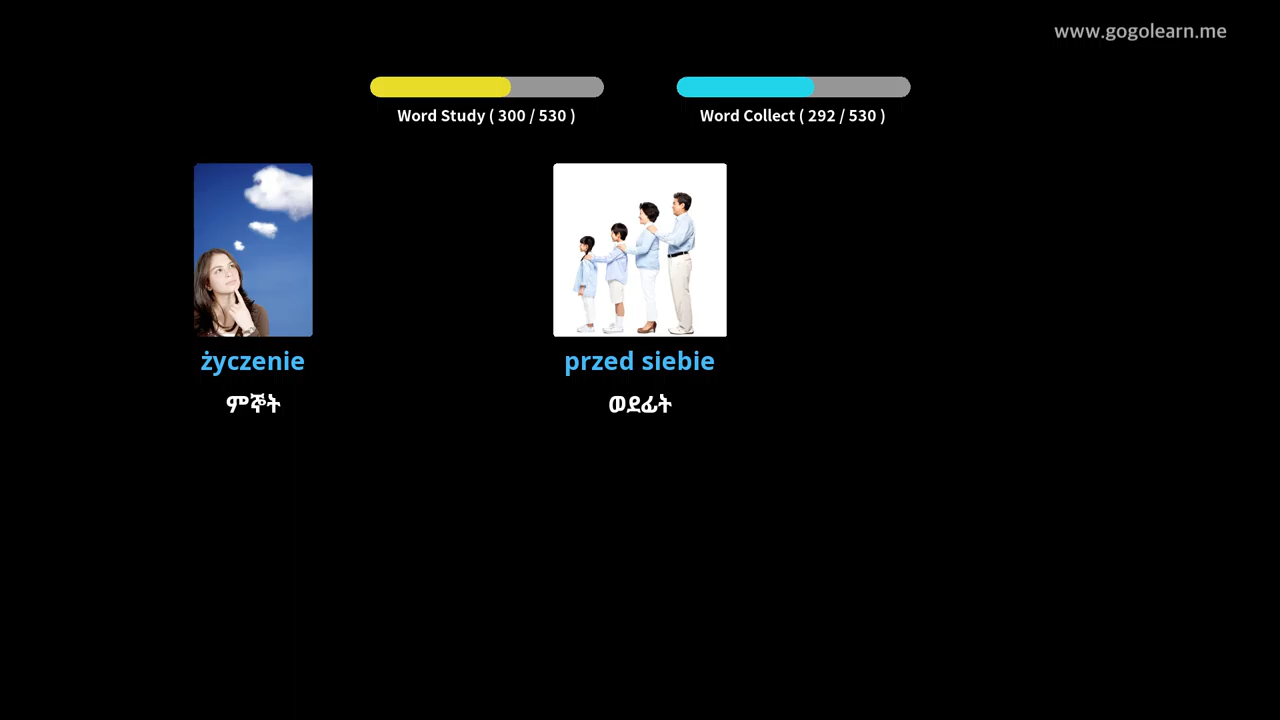 www.gogolearn.me
Word Study ( 300 / 530 )
Word Collect ( 292 / 530 )
życzenie
przed siebie
ምኞት
ወደፊት